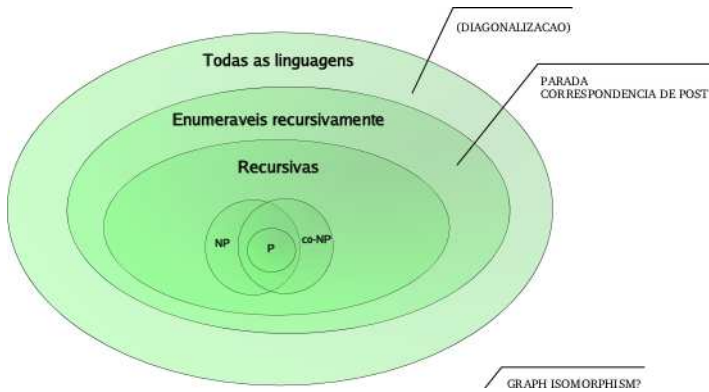 (DIAGONALIZACAO)
Todas as linguagens
PARADA
CORRESPONDENCIA DE POST
Enumeraveis recursivamente
Recursivas
NP
P
co-NP
GRAPH ISOMORPHISM?